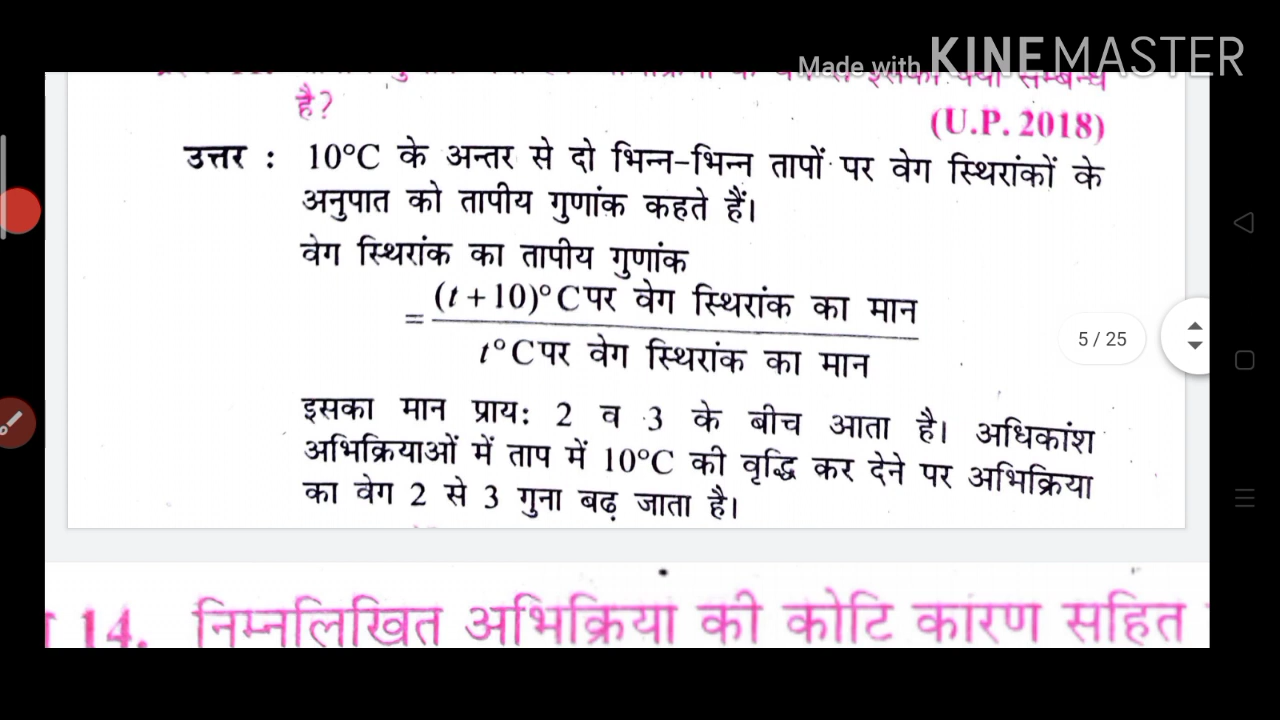 Made with KINEMASTER
है?
(U.P. 2018)
उत्तर : 10°C के अन्तर से दो भिन्न-भिन्न तापों पर वेग स्थिरांकों के
अनुपात को तापीय गुणांक कहते हैं।
वेग स्थिरांक का तापीय गुणांक
= (t + 10)°C पर वेग स्थिरांक का मान
t°C पर वेग स्थिरांक का मान
5 / 25
इसका मान प्राय: 2 व 3 के बीच आता है। अधिकांश
अभिक्रियाओं में ताप में 10°C की वृद्धि कर देने पर अभिक्रिया
का वेग 2 से 3 गुना बढ़ जाता है।
14. निम्नलिखित अभिक्रिया की कोटि कारण सहित